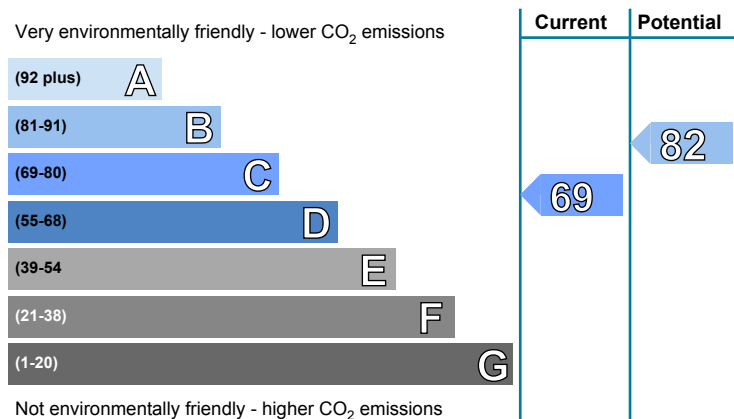 Current Potential
Very environmentally friendly - lower CO2 emissions
(92 plus) A
(81-91) B
82
(69-80) C
69
(55-68) D
(39-54 E
(21-38) F
(1-20) G
Not environmentally friendly - higher CO2 emissions